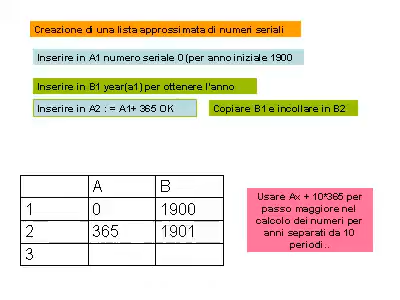 Creazione di una lista approssimata di numeri seriali
Inserire in A1 numero seriale 0 (per anno iniziale 1900
Inserire in B1 year(a1) per ottenere l'anno
Inserire in A2 : = A1+ 365 OK
Copiare B1 e incollare in B2
A B
1 0 1900
2 365 1901
3
Usare Ax + 10*365 per
passo maggiore nel
calcolo dei numeri per
anni separati da 10
periodi..